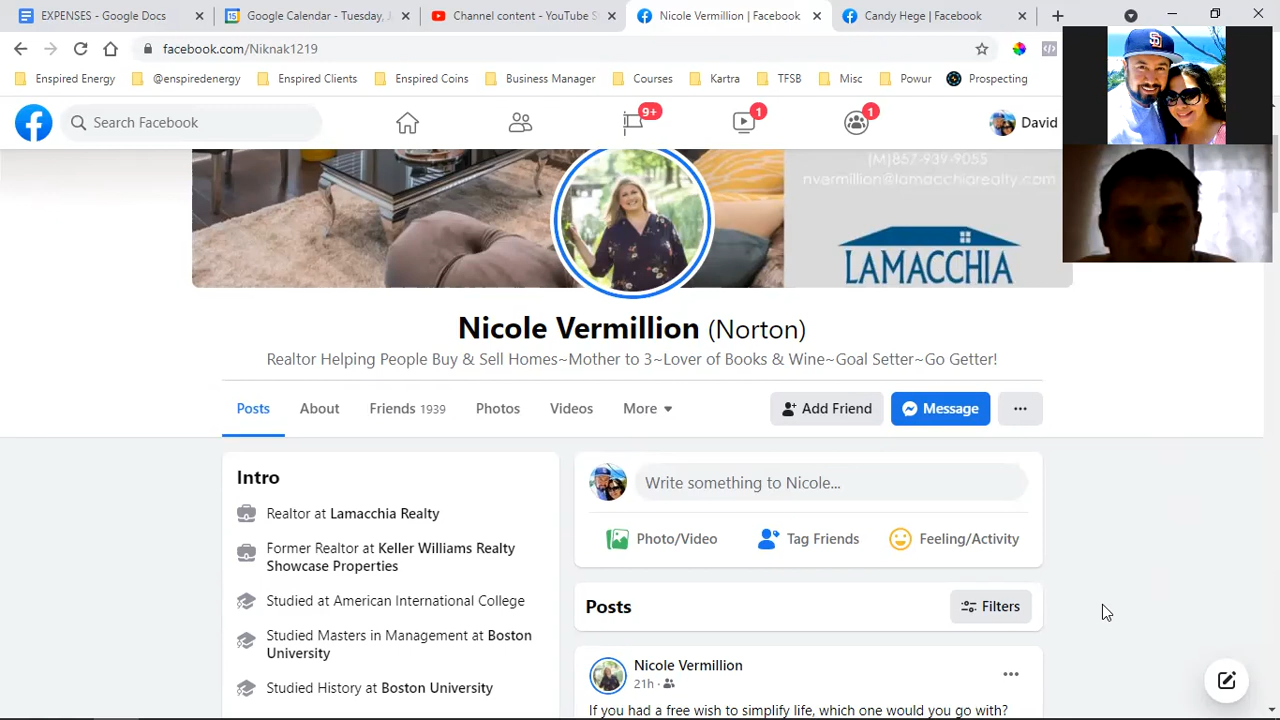 EXPENSES - Google Docs
Google Calendar - Tuesday, J
Channel content - YouTube S
Nicole Vermillion | Facebook
Candy Hege | Facebook
facebook.com/Niknak1219
Enspired Energy
@enspiredenergy
Enspired Clients
Enspired Coins
Business Manager
Courses
Kartra
TFSB
Misc
Powur
Prospecting
Search Facebook
9+
1
1
David
(M)857-939-9055
nvermillion@lamacchiarealty.com
LAMACCHIA
Nicole Vermillion (Norton)
Realtor Helping People Buy & Sell Homes~Mother to 3~Lover of Books & Wine~Goal Setter~Go Getter!
Posts
About
Friends 1939
Photos
Videos
More
Add Friend
Message
Intro
Realtor at Lamacchia Realty
Former Realtor at Keller Williams Realty
Showcase Properties
Studied at American International College
Studied Masters in Management at Boston
University
Studied History at Boston University
Write something to Nicole...
Photo/Video
Tag Friends
Feeling/Activity
Posts
Filters
Nicole Vermillion
21h ·
If you had a free wish to simplify life, which one would you go with?